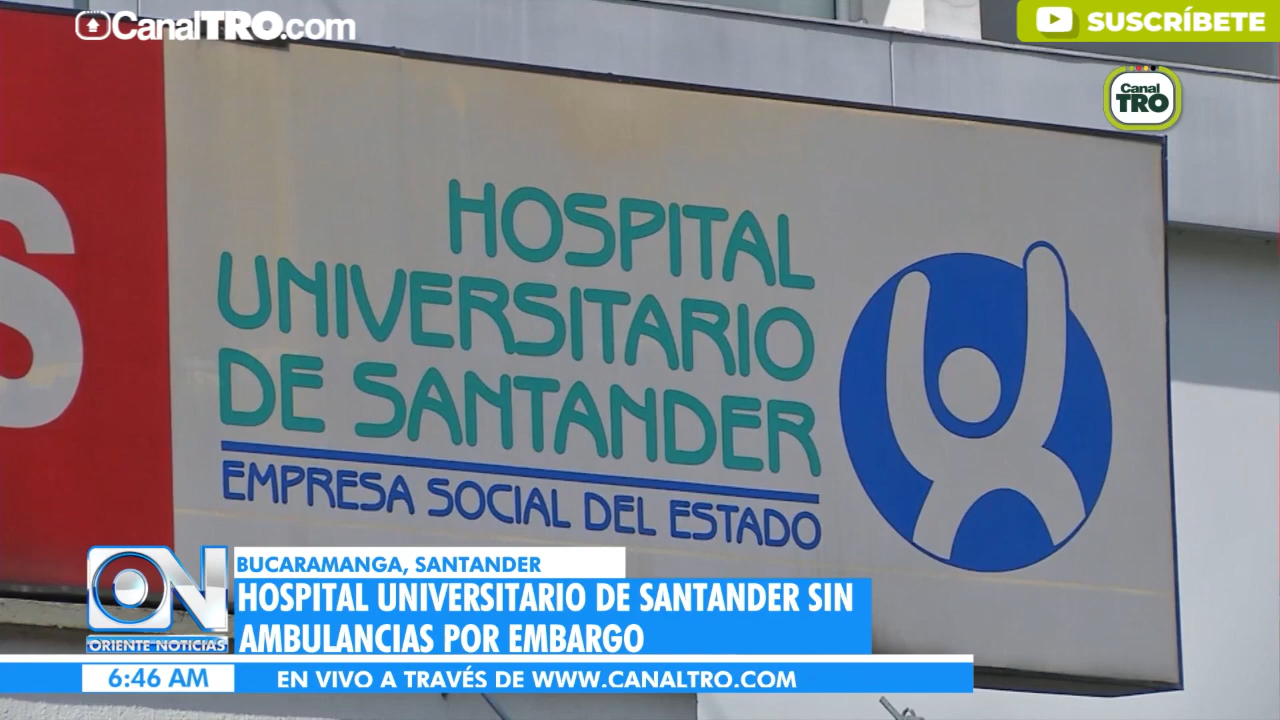 CanalTRO.com
SUSCRÍBETE
Canal
TRO
S
HOSPITAL
UNIVERSITARIO
DE SANTANDER
EMPRESA SOCIAL DEL ESTADO
BUCARAMANGA, SANTANDER
HOSPITAL UNIVERSITARIO DE SANTANDER SIN
AMBULANCIAS POR EMBARGO
ON
ORIENTE NOTICIAS
6:46 AM
EN VIVO A TRAVÉS DE WWW.CANALTRO.COM